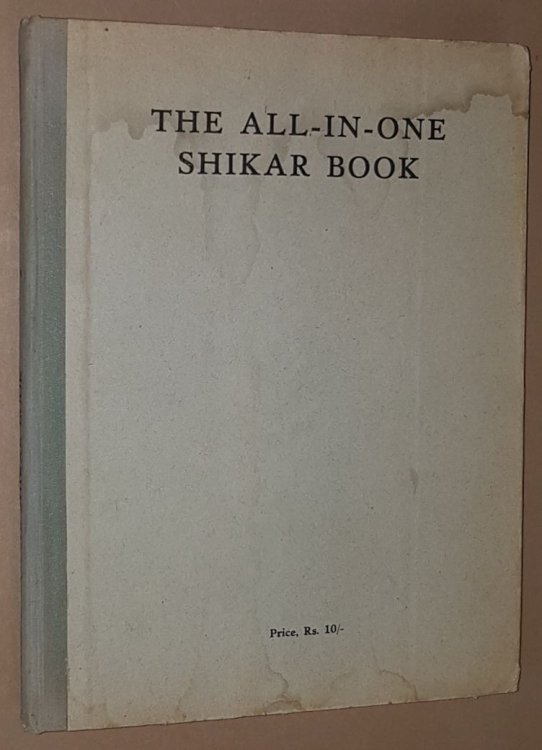 THE ALL-IN-ONE
SHIKAR BOOK
Price, Rs. 10/-